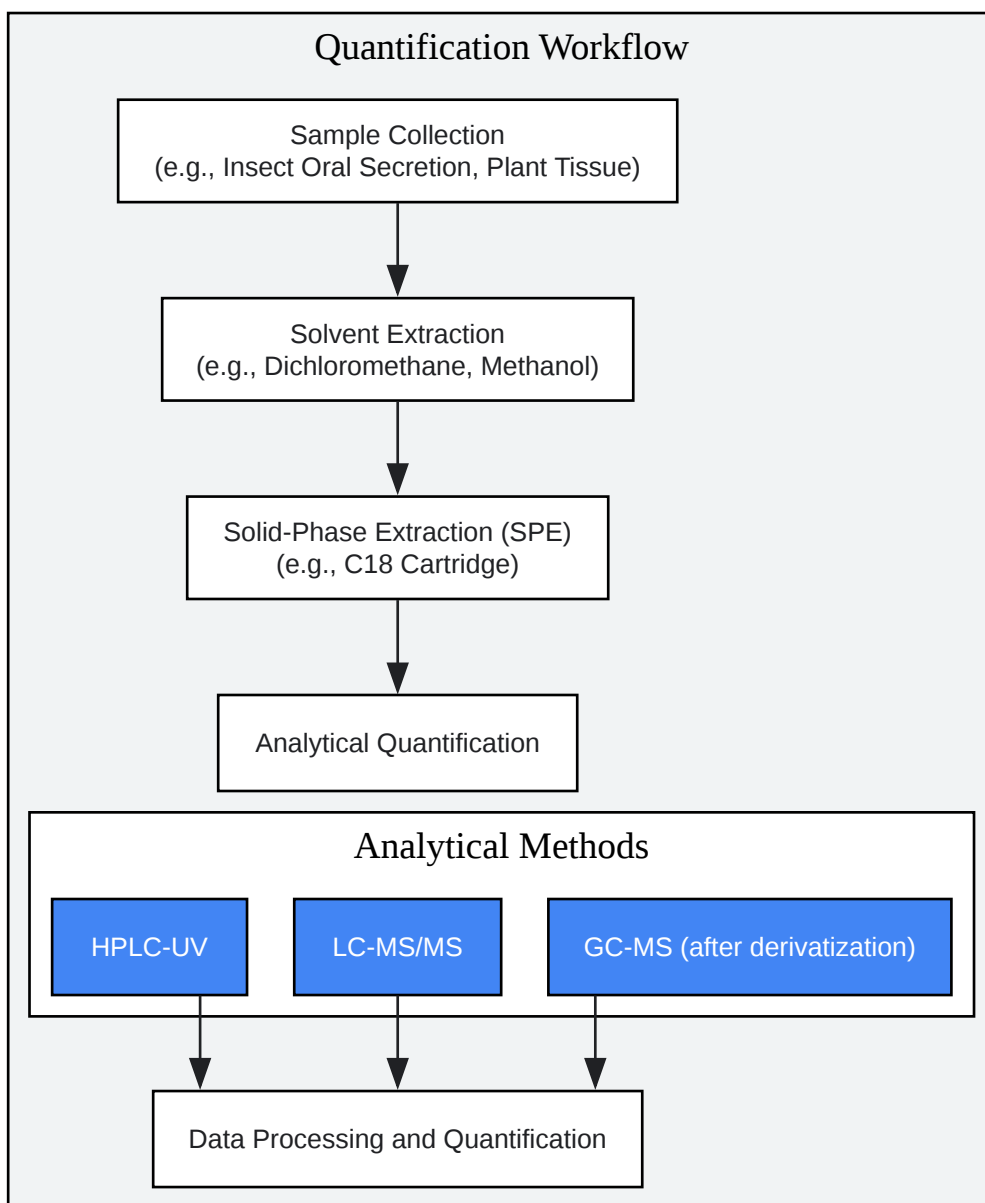 Quantification Workflow
Sample Collection
(e.g., Insect Oral Secretion, Plant Tissue)
Solvent Extraction
(e.g., Dichloromethane, Methanol)
Solid-Phase Extraction (SPE)
(e.g., C18 Cartridge)
Analytical Quantification
Analytical Methods
HPLC-UV
LC-MS/MS
GC-MS (after derivatization)
Data Processing and Quantification